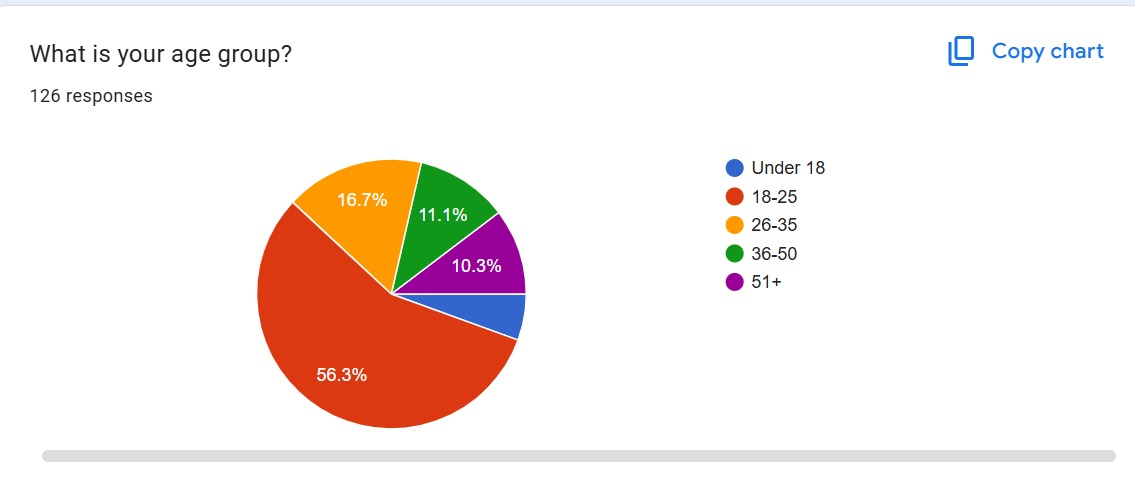 What is your age group?
Copy chart
126 responses
16.7%
11.1%
10.3%
56.3%
Under 18
18-25
26-35
36-50
51+